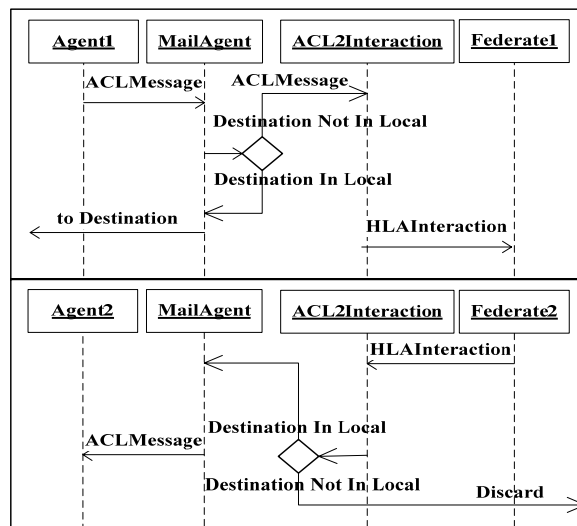 Agent1 MailAgent ACL2Interaction Federate1
ACLMessage ACLMessage
Destination Not In Local
Destination In Local
to Destination HLAInteraction
Agent2 MailAgent ACL2Interaction Federate2
HLAInteraction
Destination In Local
ACLMessage
Destination Not In Local
Discard